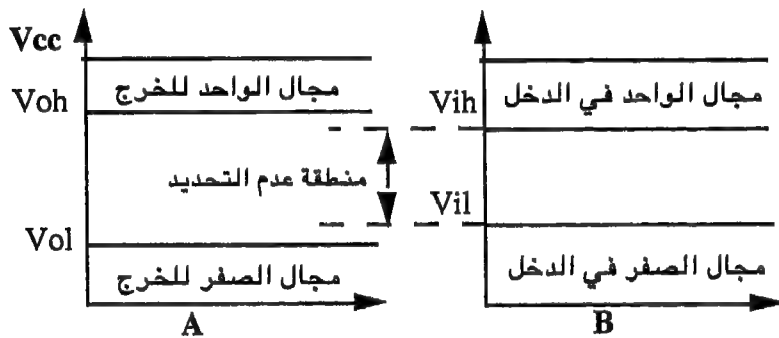 Vcc
مجال الواحد للخرج
Voh
مجال الواحد في الدخل
Vih
منطقة عدم التحديد
Vil
Vol
مجال الصفر للخرج
مجال الصفر في الدخل
A
B